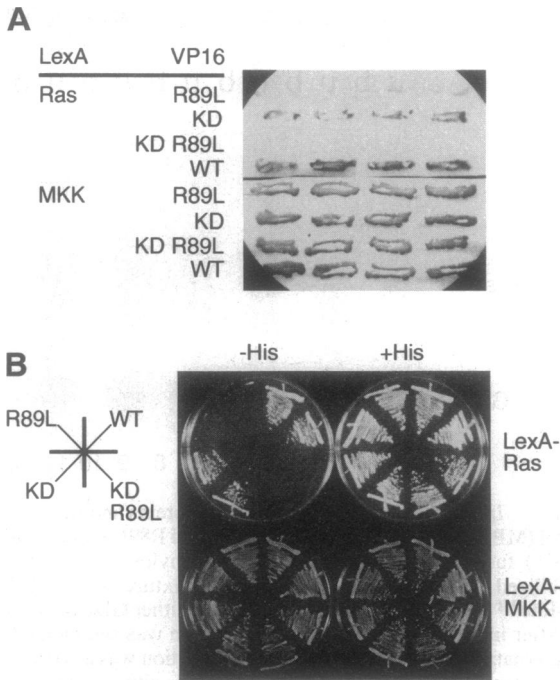 A
LexA VP16
Ras R89L
KD
KD R89L
WT
MKK R89L
KD
KD R89L
WT
B
-His +His
R89L WT
KD KD
R89L
LexA-
Ras
LexA-
MKK